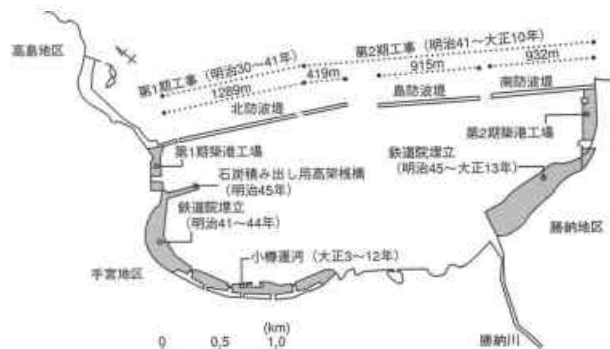 高島地区
第1期工事（明治30～41年）
第2期工事（明治41～大正10年）
1289m
419m
915m
932m
北防波堤
島防波堤
南防波堤
第1期築港工場
第2期築港工場
石炭積み出し用高架桟橋
（明治45年）
鉄道院埋立
（明治45～大正13年）
鉄道院埋立
（明治41～44年）
勝納地区
手宮地区
小樽運河（大正3～12年）
勝納川
(km)
0 0,5 1,0